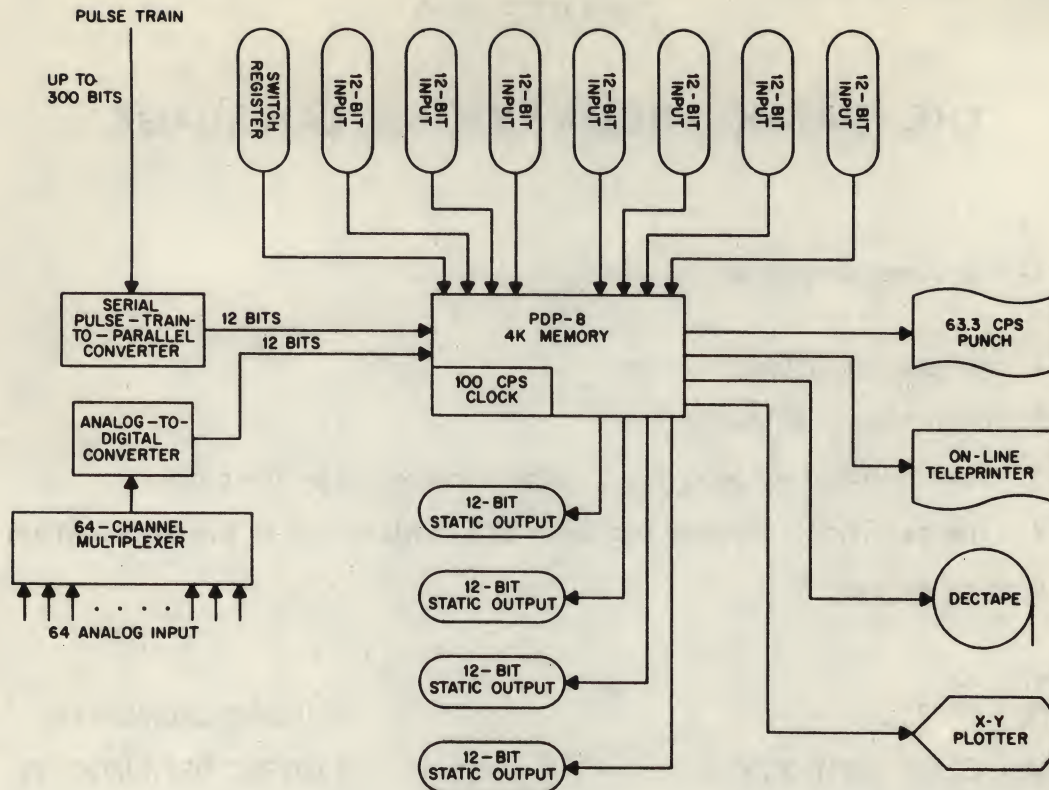 PULSE TRAIN
UP TO
300 BITS
SWITCH
REGISTER
12-BIT
INPUT
12-BIT
INPUT
12-BIT
INPUT
12-BIT
INPUT
12-BIT
INPUT
12-BIT
INPUT
12-BIT
INPUT
SERIAL
PULSE-TRAIN-
TO-PARALLEL
CONVERTER
12 BITS
12 BITS
PDP-8
4K MEMORY
100 CPS
CLOCK
63.3 CPS
PUNCH
ANALOG-TO-
DIGITAL
CONVERTER
ON-LINE
TELEPRINTER
64-CHANNEL
MULTIPLEXER
64 ANALOG INPUT
12-BIT
STATIC OUTPUT
12-BIT
STATIC OUTPUT
12-BIT
STATIC OUTPUT
12-BIT
STATIC OUTPUT
DECTAPE
X-Y
PLOTTER